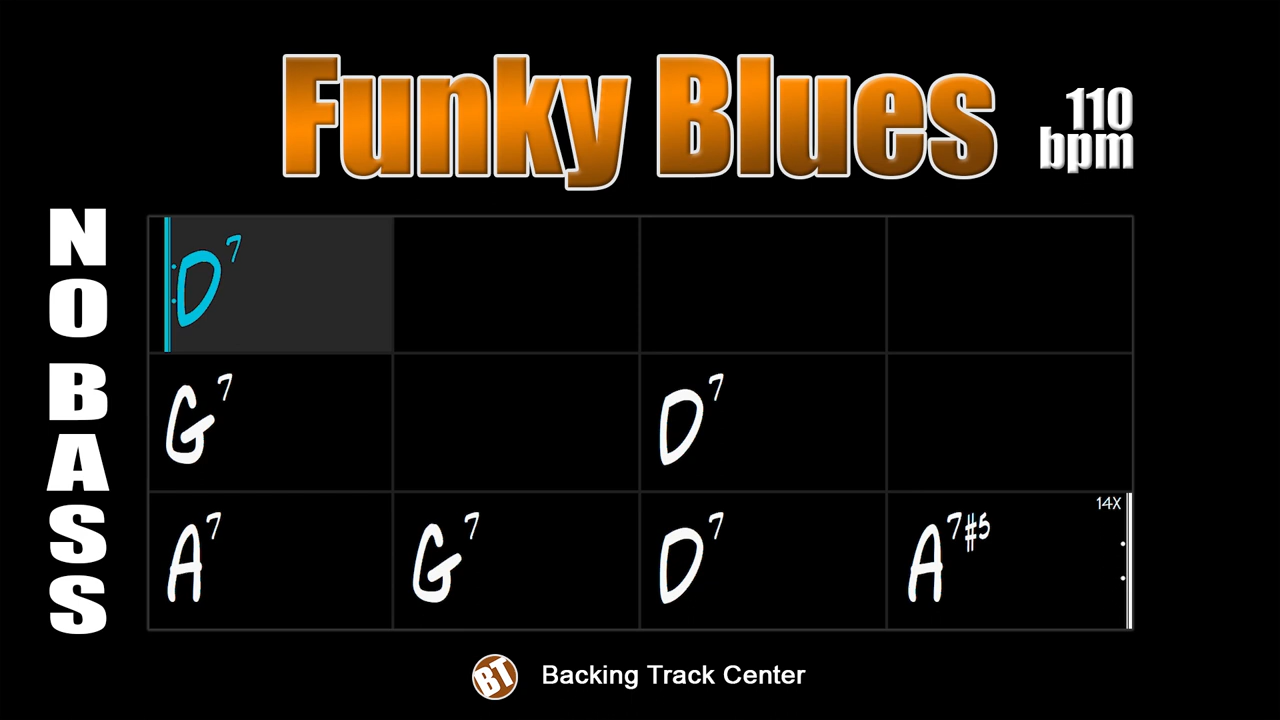 Funky Blues
110
bpm
NO BASS
D7
G7 D7
14X
A7 G7 D7 A7#5
BT Backing Track Center